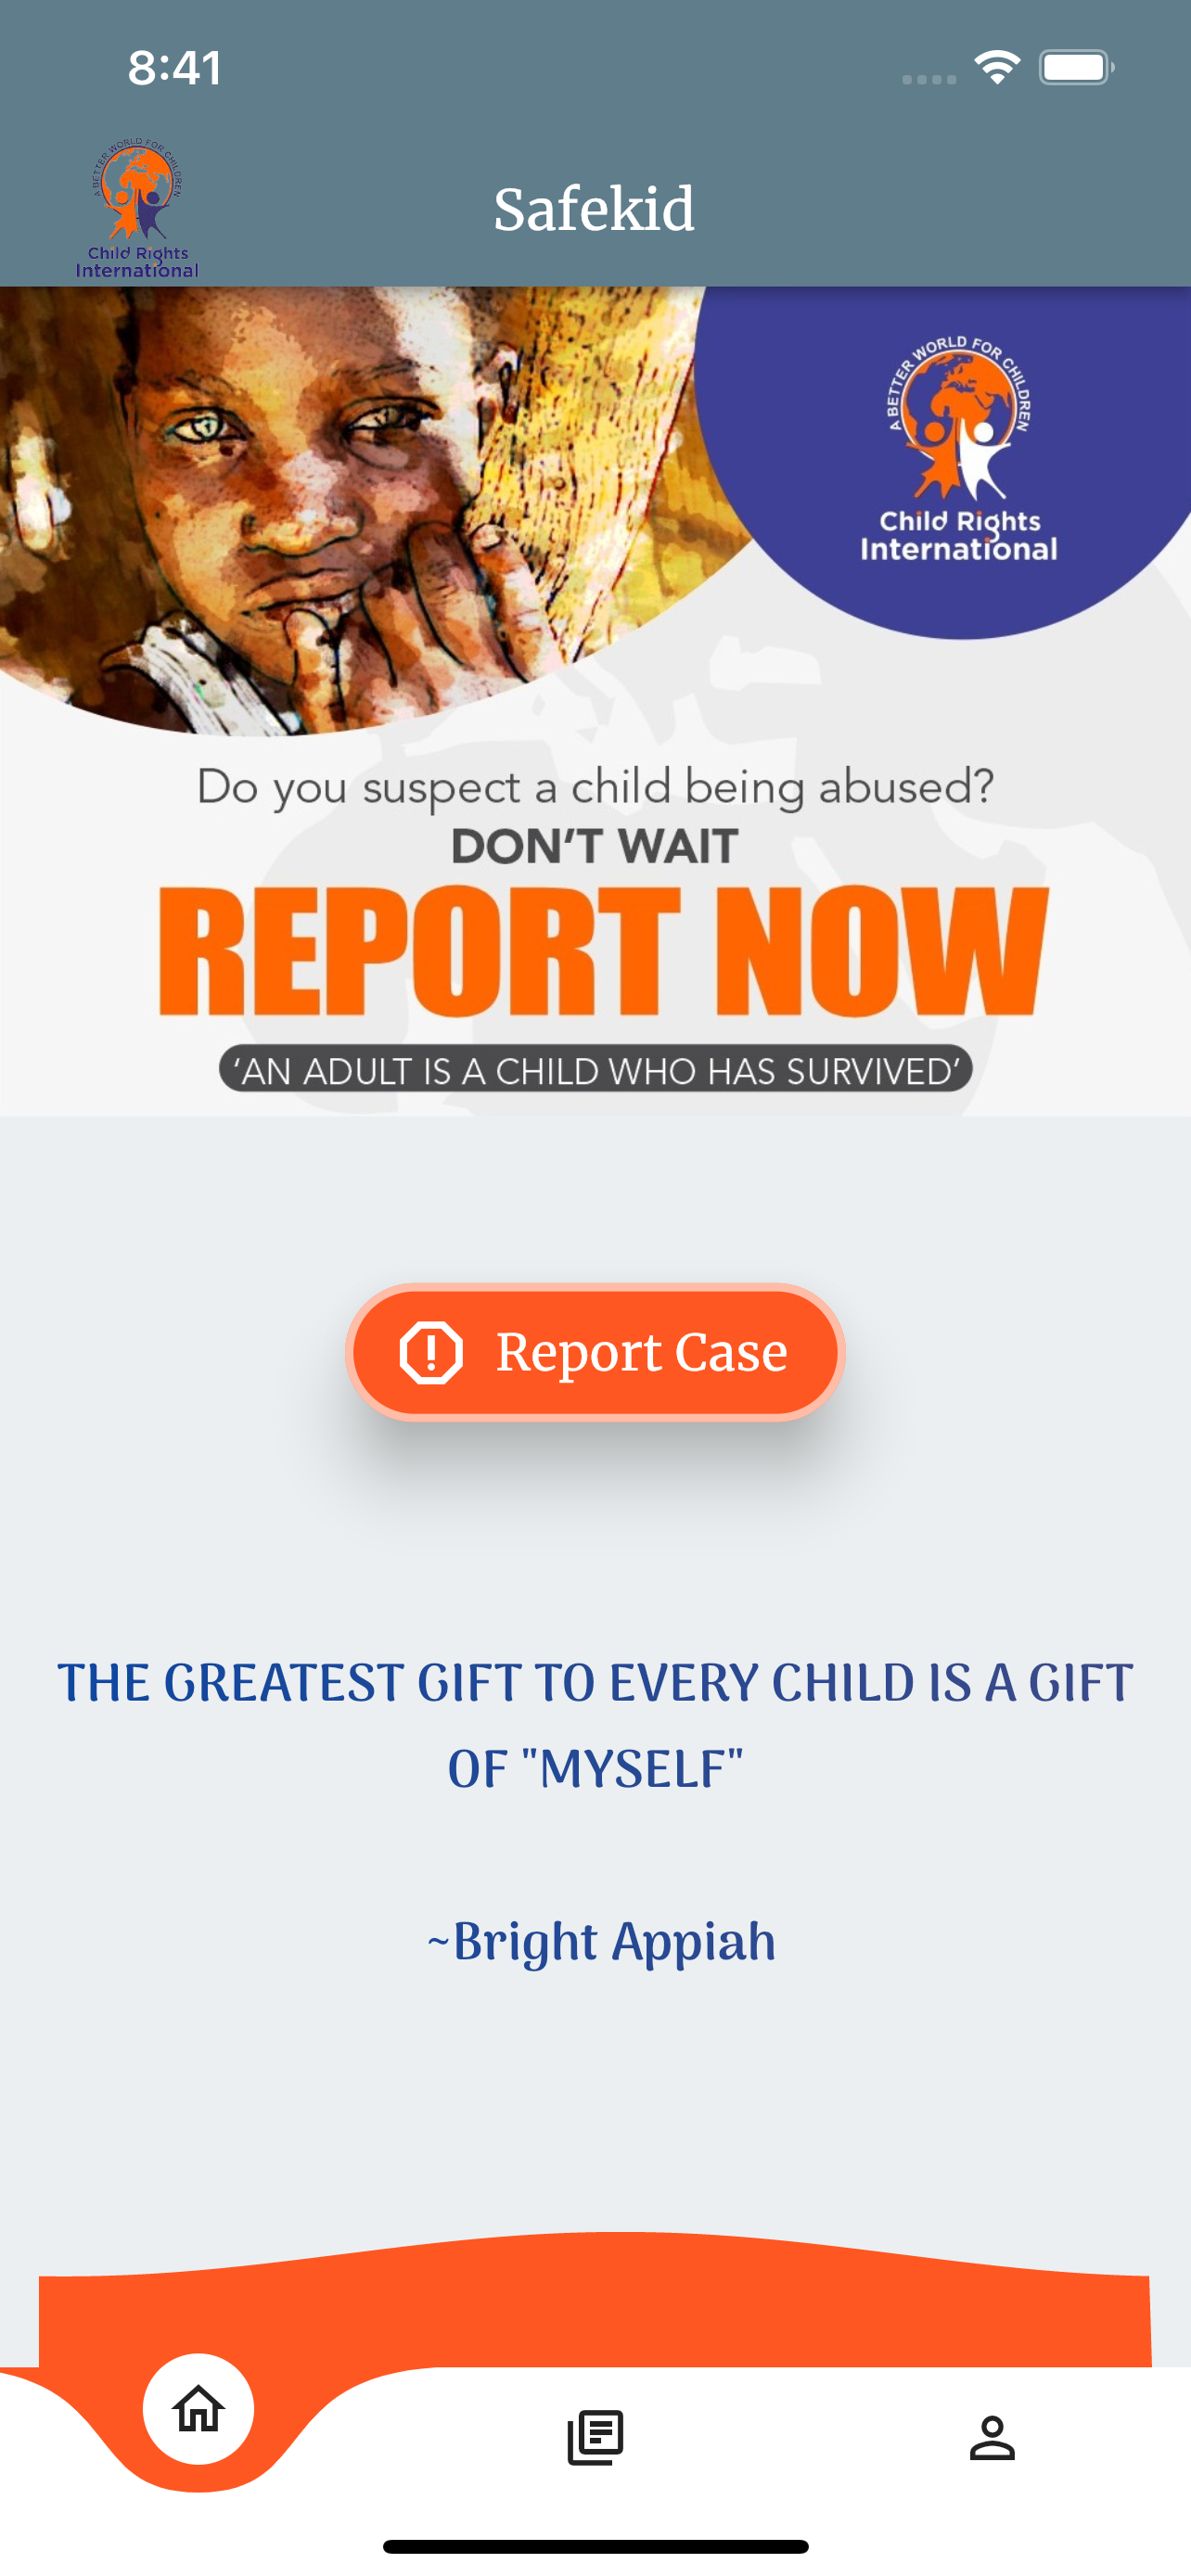 8:41
A BETTER WORLD FOR CHILDREN
Child Rights
International
Safekid
A BETTER WORLD FOR CHILDREN
Child Rights
International
Do you suspect a child being abused?
DON'T WAIT
REPORT NOW
'AN ADULT IS A CHILD WHO HAS SURVIVED'
Report Case
THE GREATEST GIFT TO EVERY CHILD IS A GIFT
OF "MYSELF"
~Bright Appiah